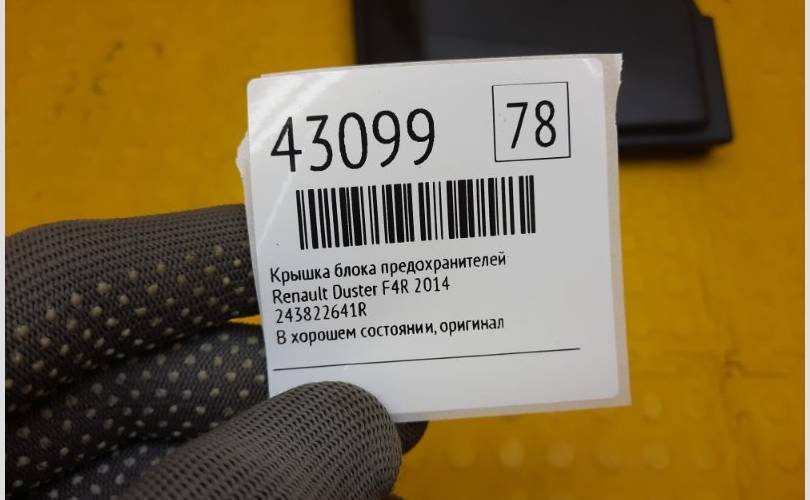 43099
78
Крышка блока предохранителей
Renault Duster F4R 2014
243822641R
В хорошем состоянии, оригинал